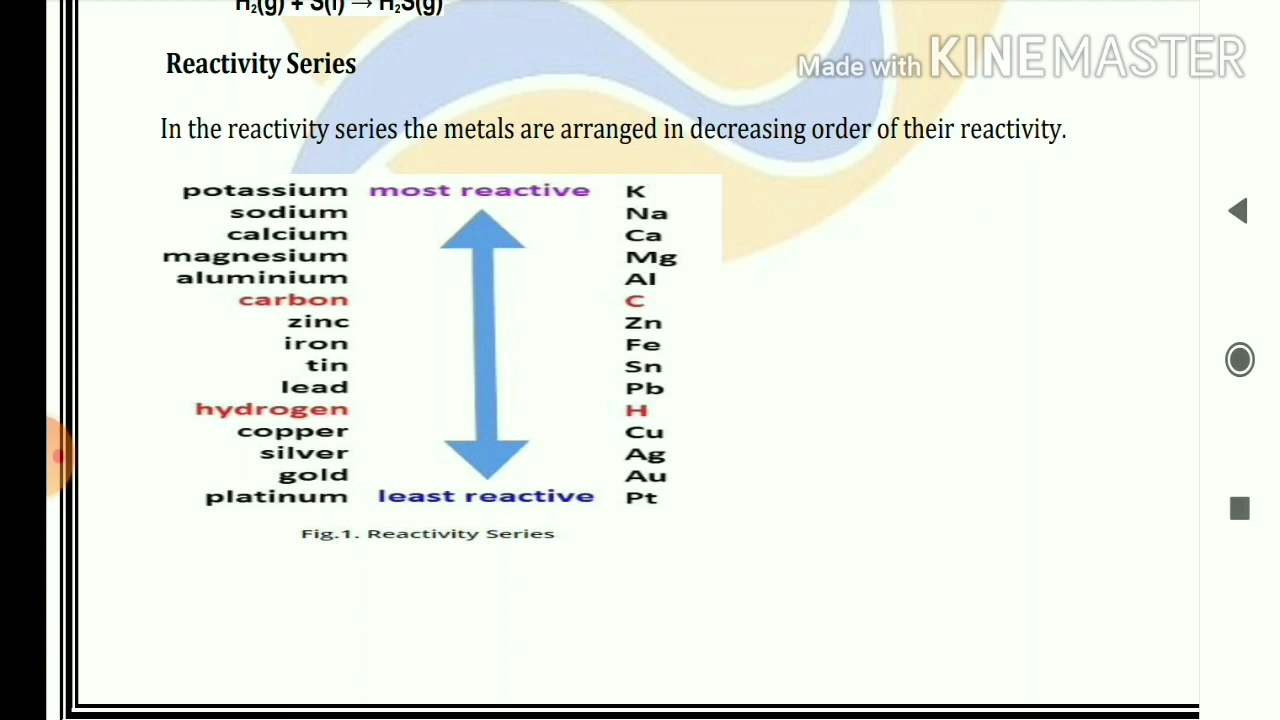 H₂(g) + S(l) → H₂S(g)
Made with KINEMASTER
Reactivity Series
In the reactivity series the metals are arranged in decreasing order of their reactivity.
potassium most reactive K
sodium Na
calcium Ca
magnesium Mg
aluminium Al
carbon C
zinc Zn
iron Fe
tin Sn
lead Pb
hydrogen H
copper Cu
silver Ag
gold Au
platinum least reactive Pt
Fig.1. Reactivity Series